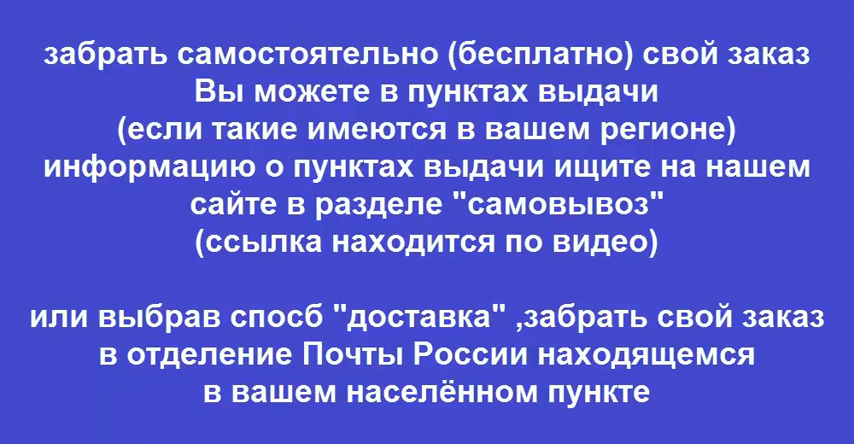 забрать самостоятельно (бесплатно) свой заказ
Вы можете в пунктах выдачи
(если такие имеются в вашем регионе)
информацию о пунктах выдачи ищите на нашем
сайте в разделе "самовывоз"
(ссылка находится по видео)
или выбрав спосб "доставка" ,забрать свой заказ
в отделение Почты России находящемся
в вашем населённом пункте